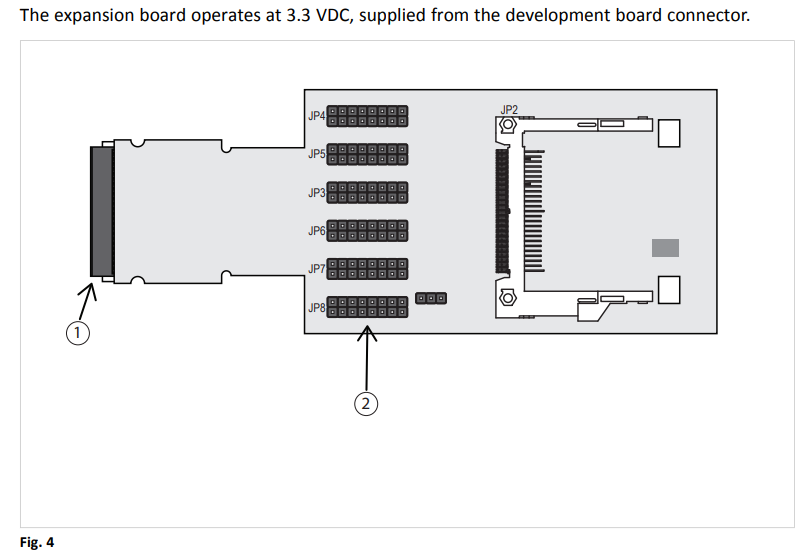 The expansion board operates at 3.3 VDC, supplied from the development board connector.
JP2
JP4
JP5
JP3
JP6
JP7
JP8
1
2
Fig. 4